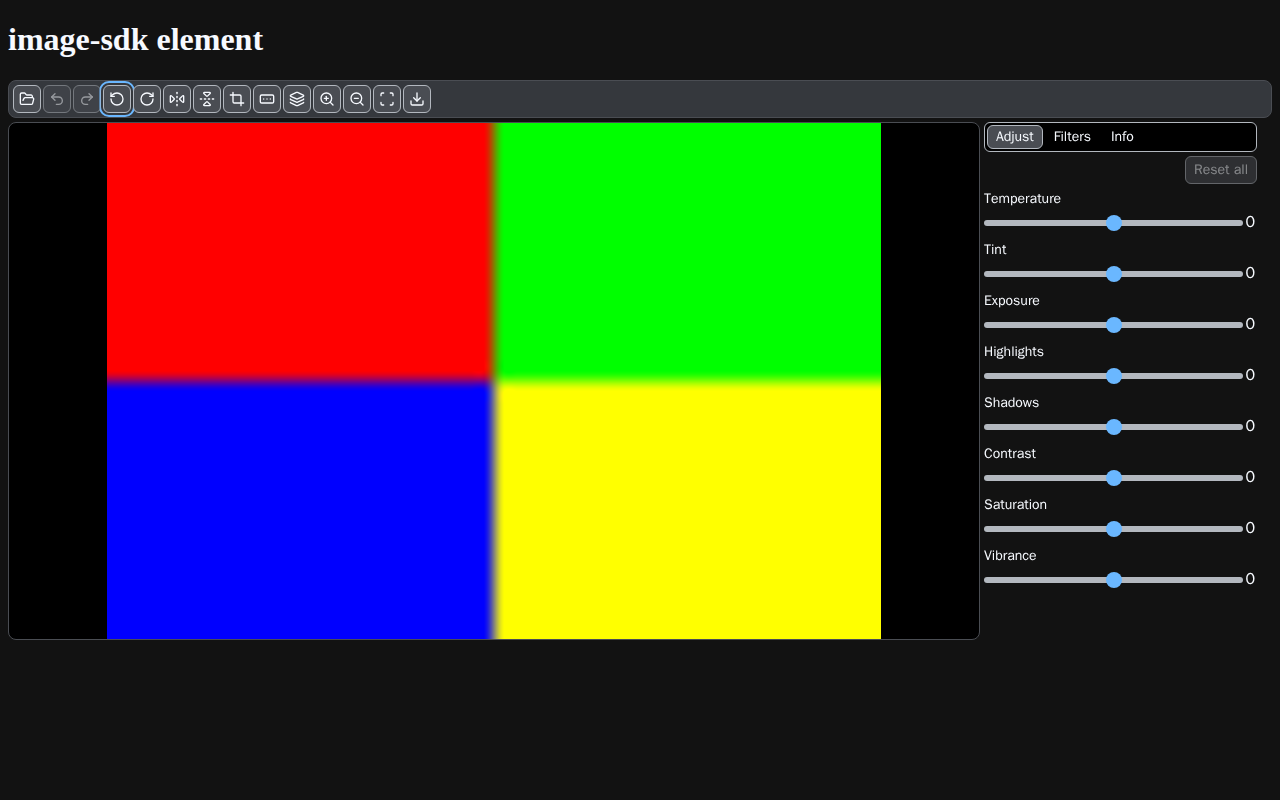 image-sdk element
Adjust Filters Info
Reset all
Temperature
0
Tint
0
Exposure
0
Highlights
0
Shadows
0
Contrast
0
Saturation
0
Vibrance
0